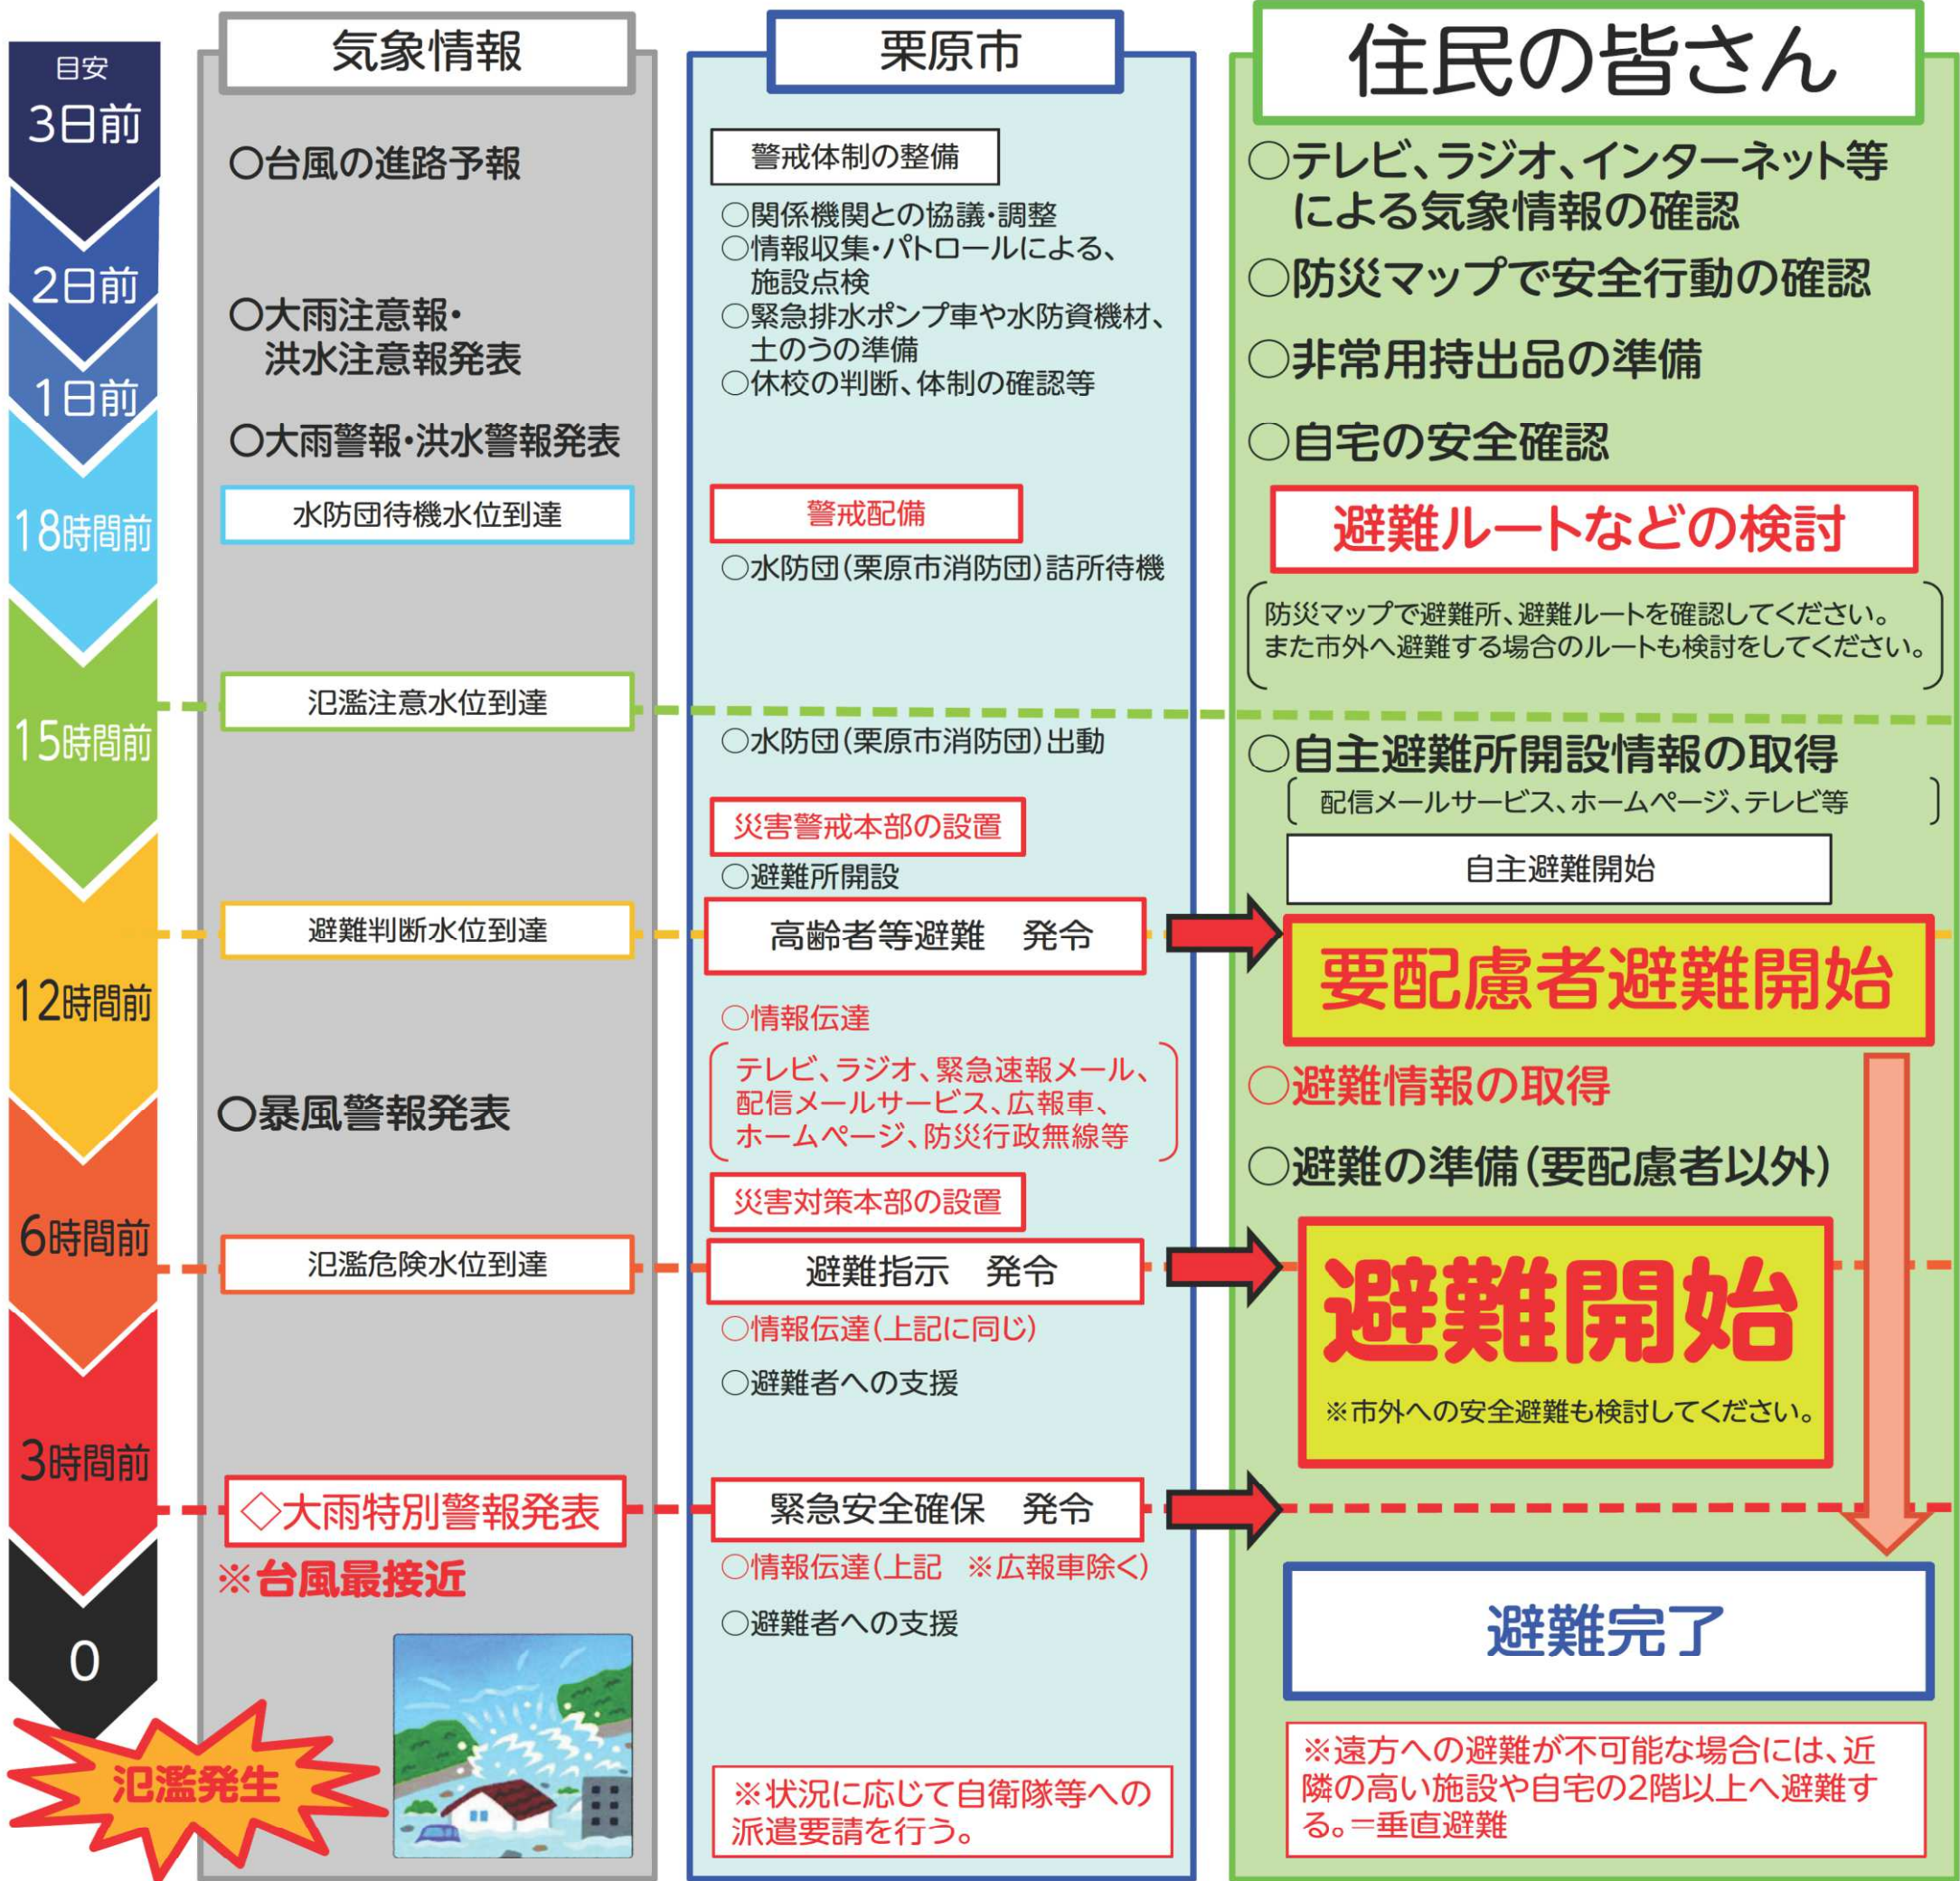 目安
3日前
2日前
1日前
18時間前
15時間前
12時間前
6時間前
3時間前
0
氾濫発生
気象情報
〇台風の進路予報
〇大雨注意報・
洪水注意報発表
〇大雨警報・洪水警報発表
水防団待機水位到達
氾濫注意水位到達
避難判断水位到達
〇暴風警報発表
氾濫危険水位到達
◇大雨特別警報発表
※台風最接近
栗原市
警戒体制の整備
○関係機関との協議・調整
○情報収集・パトロールによる、
施設点検
○緊急排水ポンプ車や水防資機材、
土のうの準備
○休校の判断、体制の確認等
警戒配備
○水防団(栗原市消防団)詰所待機
○水防団(栗原市消防団)出動
災害警戒本部の設置
○避難所開設
高齢者等避難　発令
○情報伝達
テレビ、ラジオ、緊急速報メール、
配信メールサービス、広報車、
ホームページ、防災行政無線等
災害対策本部の設置
避難指示　発令
○情報伝達(上記に同じ)
○避難者への支援
緊急安全確保　発令
○情報伝達(上記　※広報車除く)
○避難者への支援
※状況に応じて自衛隊等への
派遣要請を行う。
住民の皆さん
○テレビ、ラジオ、インターネット等
による気象情報の確認
○防災マップで安全行動の確認
○非常用持出品の準備
○自宅の安全確認
避難ルートなどの検討
防災マップで避難所、避難ルートを確認してください。
また市外へ避難する場合のルートも検討をしてください。
○自主避難所開設情報の取得
配信メールサービス、ホームページ、テレビ等
自主避難開始
要配慮者避難開始
○避難情報の取得
○避難の準備(要配慮者以外)
避難開始
※市外への安全避難も検討してください。
避難完了
※遠方への避難が不可能な場合には、近
隣の高い施設や自宅の2階以上へ避難す
る。＝垂直避難